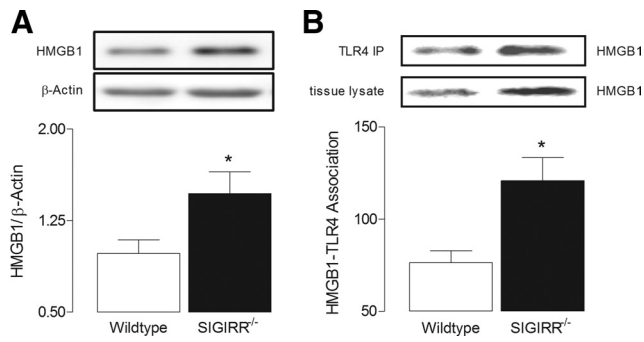 A
HMGB1
β-Actin
HMGB1/β-Actin
2.00
1.25
0.50
*
Wildtype
SIGIRR-/-
B
TLR4 IP
HMGB1
tissue lysate
HMGB1
HMGB1-TLR4 Association
150
100
50
*
Wildtype
SIGIRR-/-